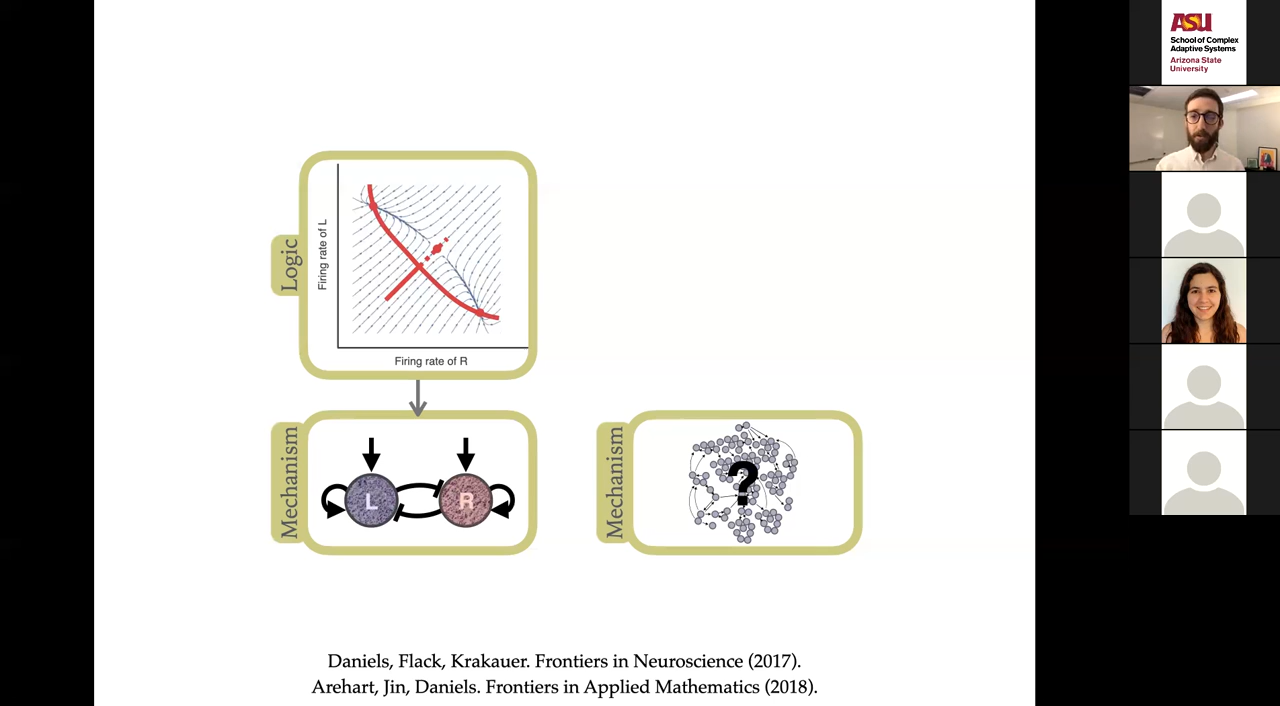 Logic
Firing rate of L
Firing rate of R
Mechanism
L
R
Mechanism
?
Daniels, Flack, Krakauer. Frontiers in Neuroscience (2017).
Arehart, Jin, Daniels. Frontiers in Applied Mathematics (2018).
ASU
School of Complex
Adaptive Systems
Arizona State
University